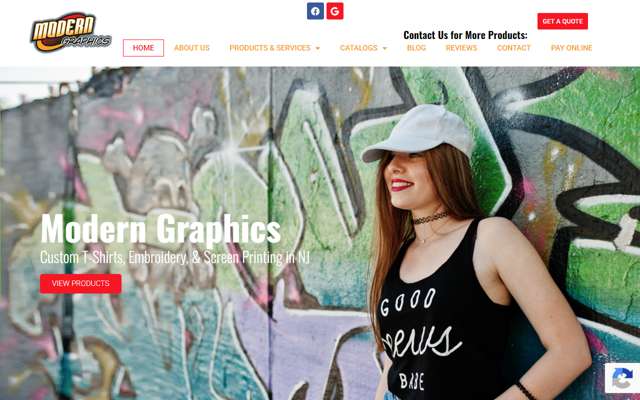 MODERN
GRAPHICS
Contact Us for More Products:
GET A QUOTE
HOME
ABOUT US
PRODUCTS & SERVICES
CATALOGS
BLOG
REVIEWS
CONTACT
PAY ONLINE
Modern Graphics
Custom T-Shirts, Embroidery, & Screen Printing in NJ
VIEW PRODUCTS
GOOD
BABE